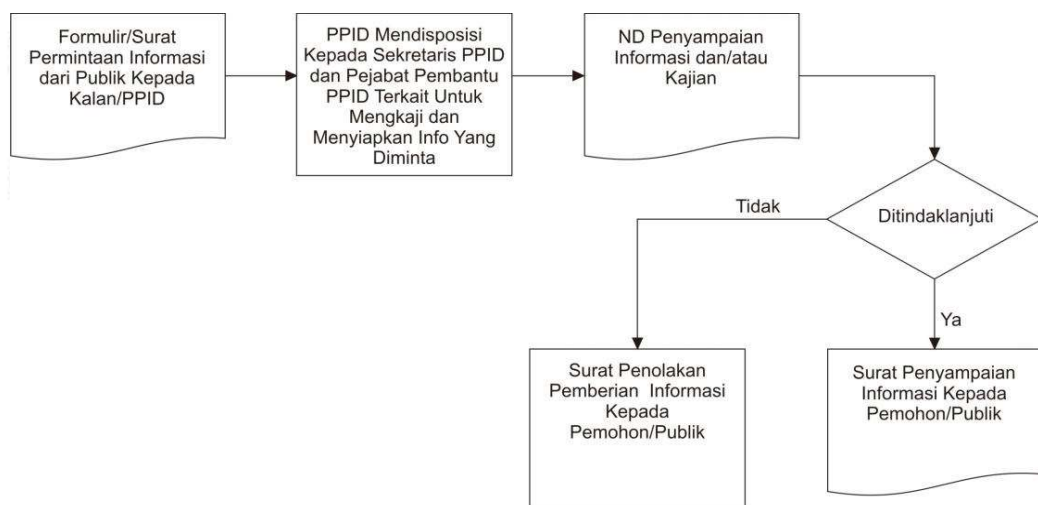 Formulir/Surat
Permintaan Informasi
dari Publik Kepada
Kalan/PPID
PPID Mendisposisi
Kepada Sekretaris PPID
dan Pejabat Pembantu
PPID Terkait Untuk
Mengkaji dan
Menyiapkan Info Yang
Diminta
ND Penyampaian
Informasi dan/atau
Kajian
Ditindaklanjuti
Tidak
Ya
Surat Penolakan
Pemberian Informasi
Kepada
Pemohon/Publik
Surat Penyampaian
Informasi Kepada
Pemohon/Publik